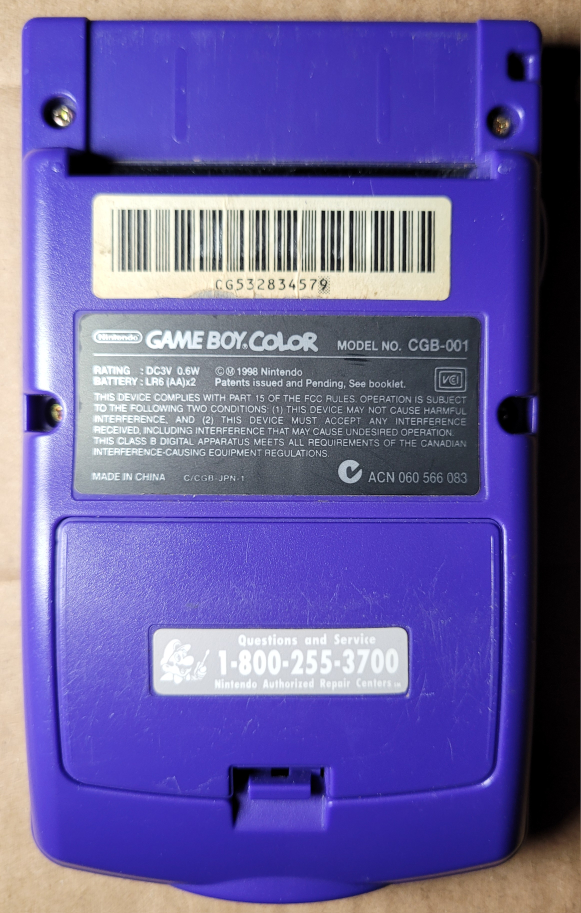 CG532834579
Nintendo GAME BOY COLOR MODEL NO. CGB-001
RATING : DC3V 0.6W ©Ⓜ 1998 Nintendo
BATTERY : LR6 (AA)x2 Patents issued and Pending, See booklet.
VCI
THIS DEVICE COMPLIES WITH PART 15 OF THE FCC RULES. OPERATION IS SUBJECT
TO THE FOLLOWING TWO CONDITIONS: (1) THIS DEVICE MAY NOT CAUSE HARMFUL
INTERFERENCE, AND (2) THIS DEVICE MUST ACCEPT ANY INTERFERENCE
RECEIVED, INCLUDING INTERFERENCE THAT MAY CAUSE UNDESIRED OPERATION.
THIS CLASS B DIGITAL APPARATUS MEETS ALL REQUIREMENTS OF THE CANADIAN
INTERFERENCE-CAUSING EQUIPMENT REGULATIONS.
MADE IN CHINA C/CGB-JPN-1 ACN 060 566 083
Questions and Service
1-800-255-3700
Nintendo Authorized Repair Centers™